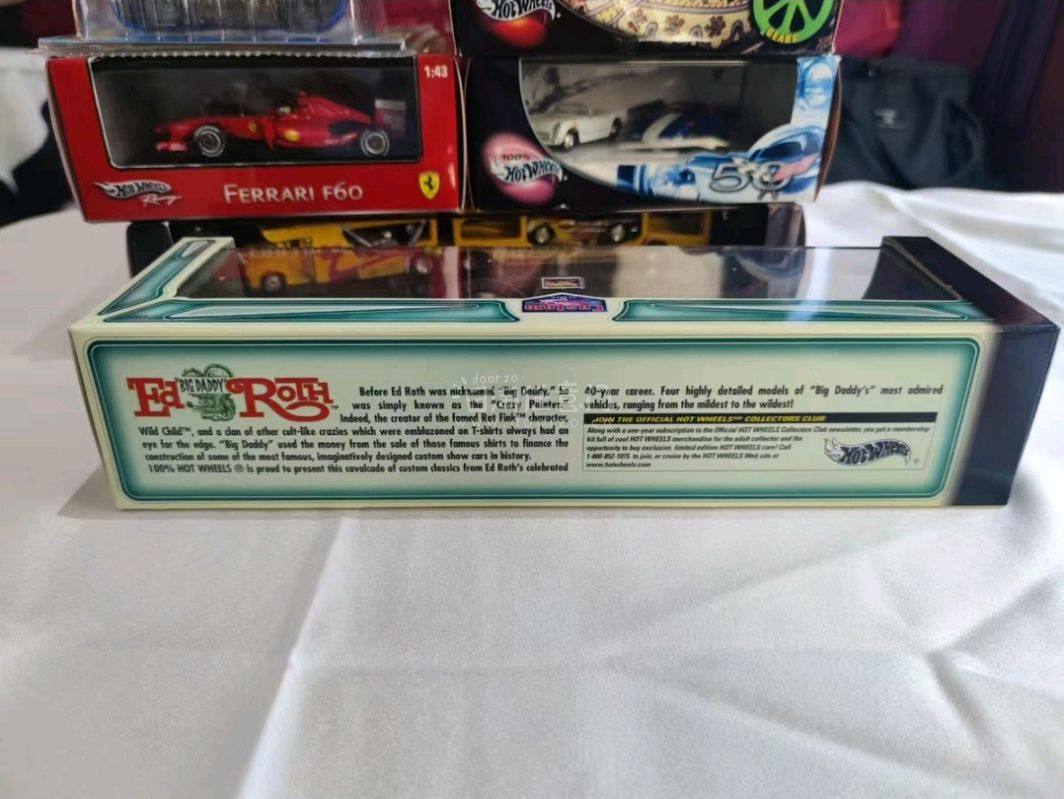 HOT WHEELS
GEARS
1:43
HOT WHEELS
Racing
FERRARI F60
100%
HOT WHEELS
50
Ed "BIG DADDY" ROTH
doorzo
Before Ed Roth was nicknamed "Big Daddy," he
was simply known as the "Crazy Painter."
Indeed, the creator of the famed Rat Fink™ character,
Wild Child™, and a clan of other cult-like crazies which were emblazoned on T-shirts always had an
eye for the edge. "Big Daddy" used the money from the sale of those famous shirts to finance the
construction of some of the most famous, imaginatively designed custom show cars in history.
100% HOT WHEELS ® is proud to present this cavalcade of custom classics from Ed Roth's celebrated
40-year career. Four highly detailed models of "Big Daddy's" most admired
vehicles, ranging from the mildest to the wildest!
JOIN THE OFFICIAL HOT WHEELS COLLECTORS CLUB
Along with a one-year subscription to the Official HOT WHEELS Collectors Club newsletter, you get a membership
kit full of cool HOT WHEELS merchandise for the adult collector and the
opportunity to buy exclusive, limited edition HOT WHEELS cars! Call
1-800-852-1075 to join, or cruise by the HOT WHEELS Web site at
www.hotwheels.com
HOT WHEELS ®